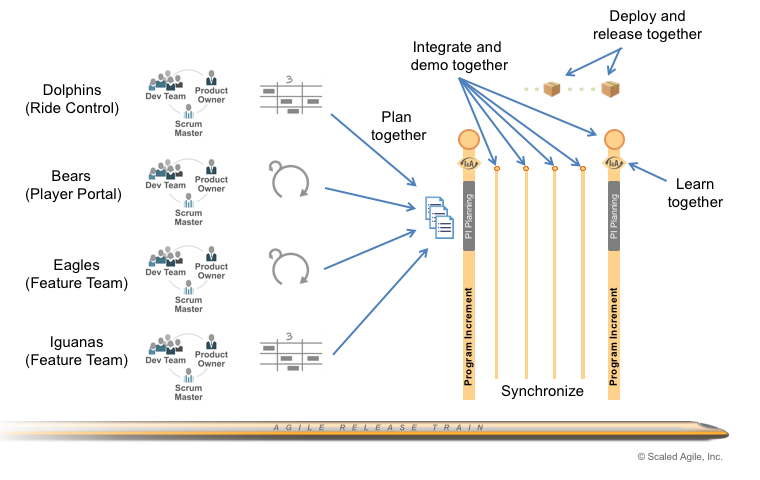 Deploy and
release together
Integrate and
demo together
Dolphins
(Ride Control)
Dev Team
Product
Owner
Scrum
Master
3
Plan
together
Bears
(Player Portal)
Dev Team
Product
Owner
Scrum
Master
I&A
I&A
Learn
together
PI Planning
PI Planning
Eagles
(Feature Team)
Dev Team
Product
Owner
Scrum
Master
Iguanas
(Feature Team)
Dev Team
Product
Owner
Scrum
Master
3
Program Increment
Program Increment
Synchronize
AGILE RELEASE TRAIN
© Scaled Agile, Inc.